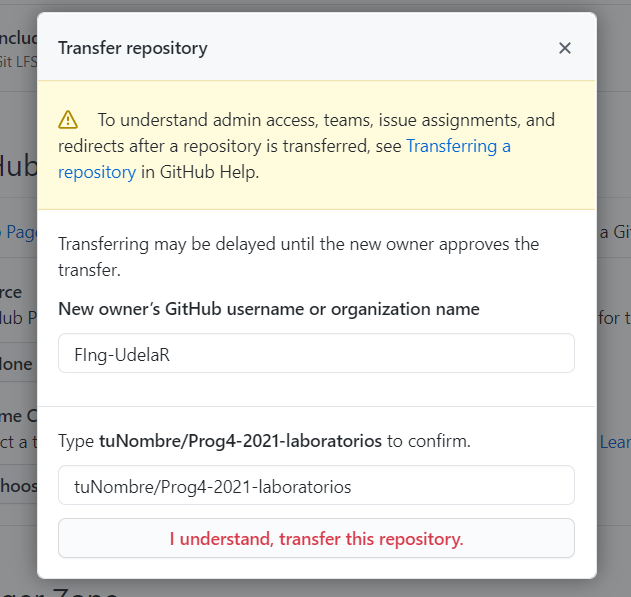 Transfer repository
To understand admin access, teams, issue assignments, and
redirects after a repository is transferred, see Transferring a
repository in GitHub Help.
Transferring may be delayed until the new owner approves the
transfer.
New owner’s GitHub username or organization name
FIng-UdelaR
Type tuNombre/Prog4-2021-laboratorios to confirm.
tuNombre/Prog4-2021-laboratorios
I understand, transfer this repository.